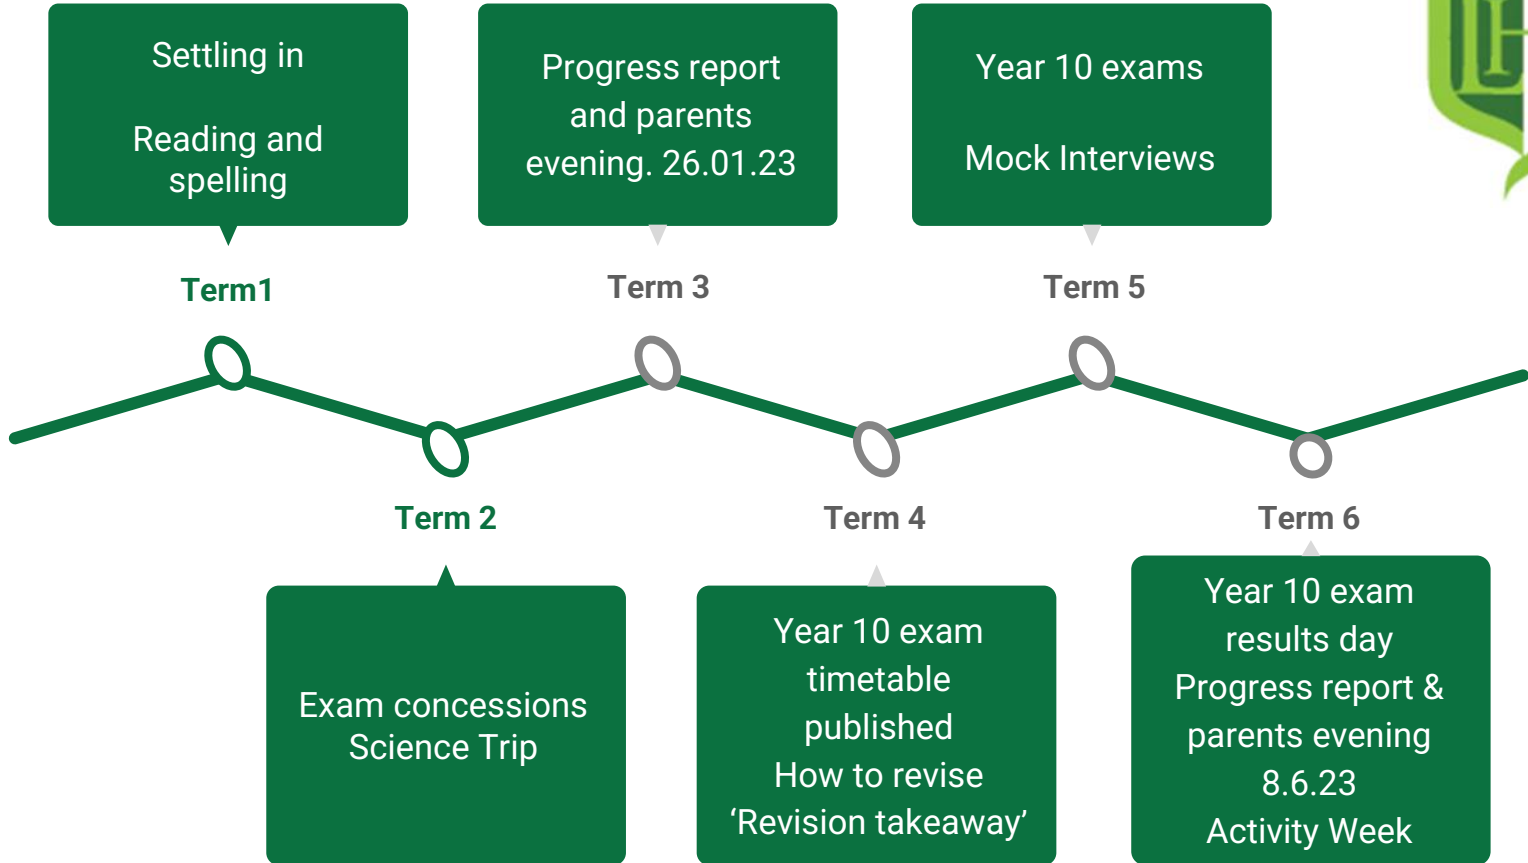 Settling in
Reading and
spelling
Term1
Exam concessions
Science Trip
Term 2
Progress report
and parents
evening. 26.01.23
Term 3
Year 10 exam
timetable
published
How to revise
‘Revision takeaway’
Term 4
Year 10 exams
Mock Interviews
Term 5
Year 10 exam
results day
Progress report &
parents evening
8.6.23
Activity Week
Term 6